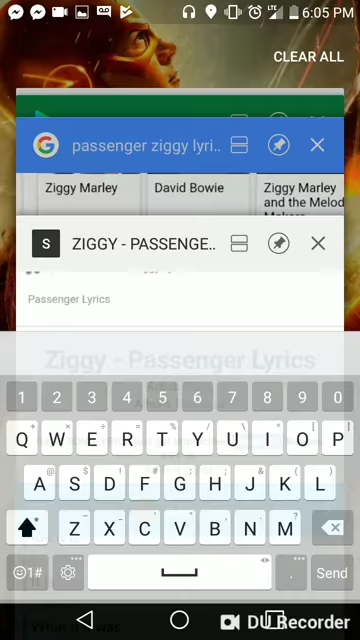 LTE 6:05 PM
CLEAR ALL
passenger ziggy lyri..
Ziggy Marley
David Bowie
Ziggy Marley
and the Melod
S ZIGGY - PASSENGE..
Passenger Lyrics
Ziggy - Passenger Lyrics
1 2 3 4 5 6 7 8 9 0
Q W E R T Y U I O P
A S D F G H J K L
Z X C V B N M
1# . Send
DU Recorder